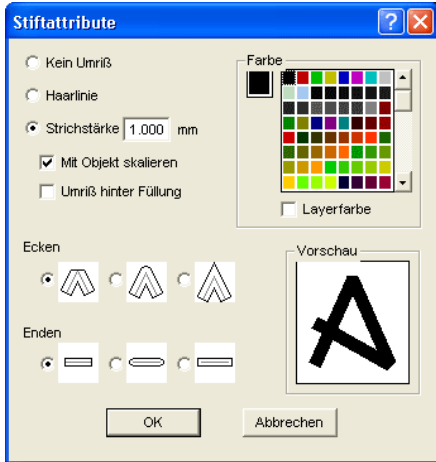 Stiftattribute
Kein Umriß
Haarlinie
Strichstärke 1.000 mm
Mit Objekt skalieren
Umriß hinter Füllung
Farbe
Layerfarbe
Ecken
Enden
Vorschau
A
OK
Abbrechen